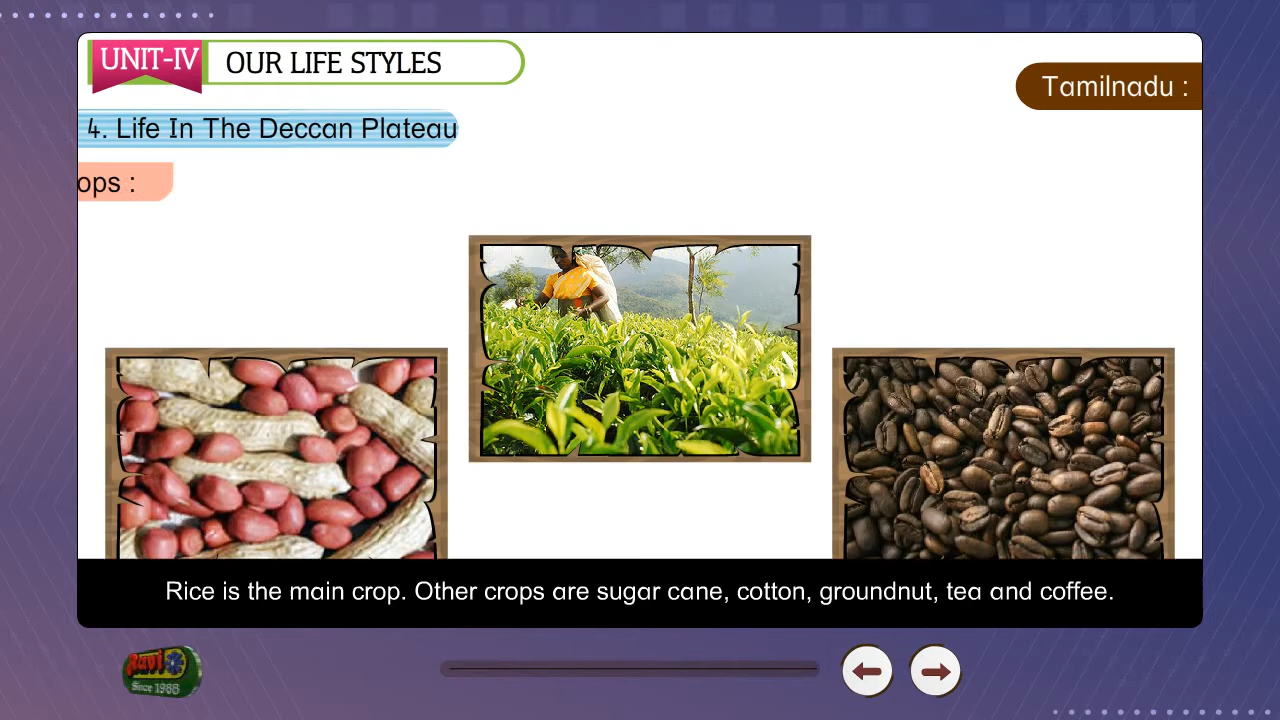 UNIT-IV
OUR LIFE STYLES
Tamilnadu :
4. Life In The Deccan Plateau
ops :
Rice is the main crop. Other crops are sugar cane, cotton, groundnut, tea and coffee.
Ravi
Since 1988